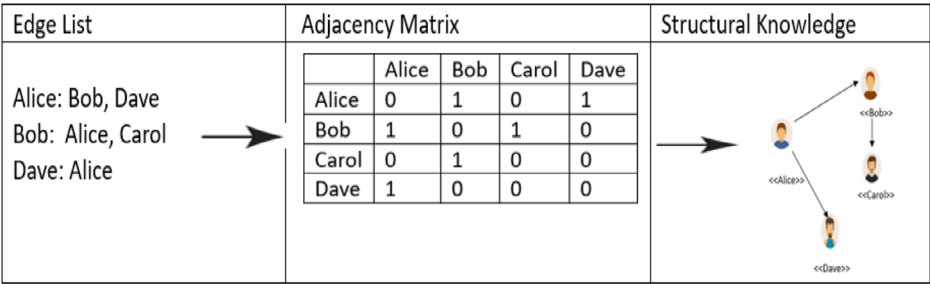 Edge List
Adjacency Matrix
Structural Knowledge
Alice: Bob, Dave
Bob: Alice, Carol
Dave: Alice
Alice Bob Carol Dave
Alice 0 1 0 1
Bob 1 0 1 0
Carol 0 1 0 0
Dave 1 0 0 0
<<Bob>>
<<Alice>>
<<Carol>>
<<Dave>>